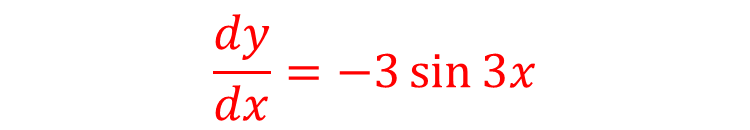 dy/dx = −3 sin 3x